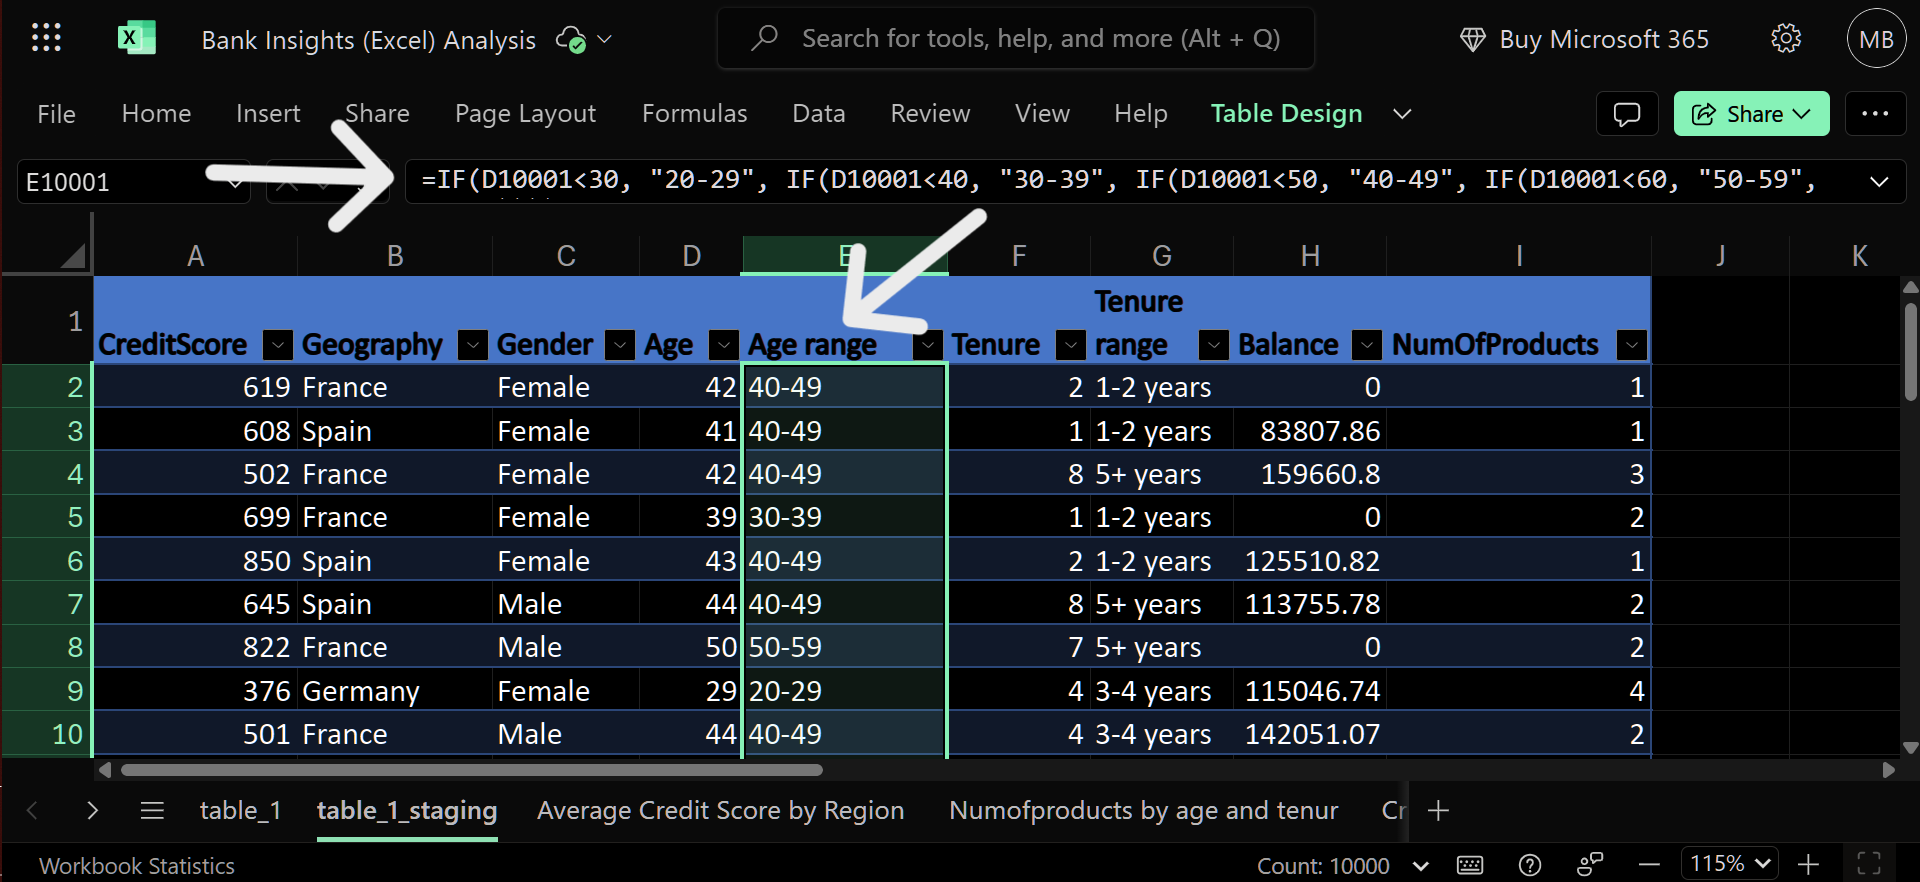 Bank Insights (Excel) Analysis
Search for tools, help, and more (Alt + Q)
Buy Microsoft 365
MB
File Home Insert Share Page Layout Formulas Data Review View Help Table Design
Share
E10001
=IF(D10001<30, "20-29", IF(D10001<40, "30-39", IF(D10001<50, "40-49", IF(D10001<60, "50-59",
A B C D E F G H I J K
1 CreditScore Geography Gender Age Age range Tenure Tenure range Balance NumOfProducts
2 619 France Female 42 40-49 2 1-2 years 0 1
3 608 Spain Female 41 40-49 1 1-2 years 83807.86 1
4 502 France Female 42 40-49 8 5+ years 159660.8 3
5 699 France Female 39 30-39 1 1-2 years 0 2
6 850 Spain Female 43 40-49 2 1-2 years 125510.82 1
7 645 Spain Male 44 40-49 8 5+ years 113755.78 2
8 822 France Male 50 50-59 7 5+ years 0 2
9 376 Germany Female 29 20-29 4 3-4 years 115046.74 4
10 501 France Male 44 40-49 4 3-4 years 142051.07 2
table_1 table_1_staging Average Credit Score by Region Numofproducts by age and tenur
Workbook Statistics
Count: 10000
115%